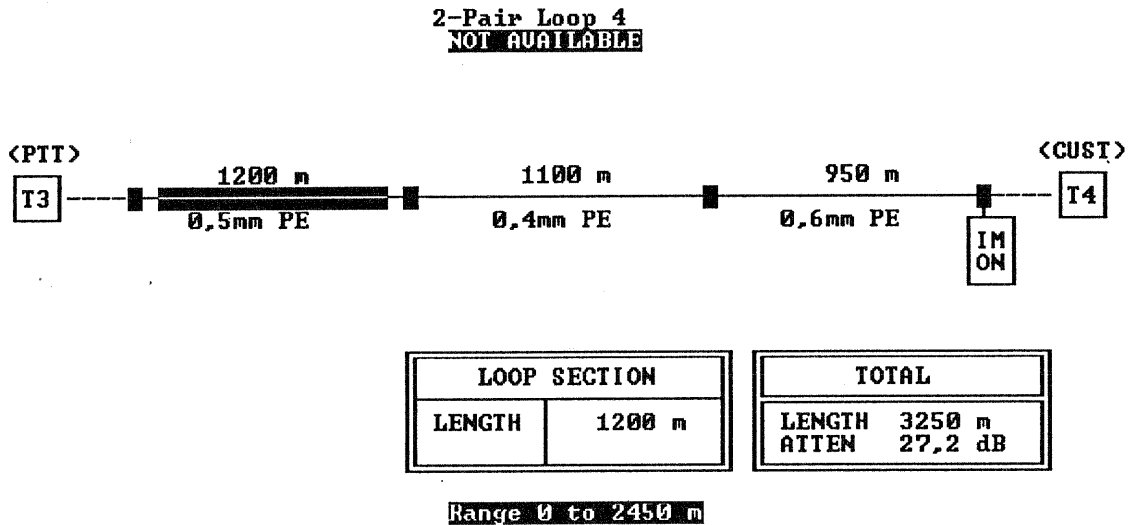 2-Pair Loop 4
NOT AVAILABLE
<PTT>
<CUST>
1200 m
1100 m
950 m
T3
T4
0,5mm PE
0,4mm PE
0,6mm PE
IM
ON
LOOP SECTION
LENGTH 1200 m
TOTAL
LENGTH 3250 m
ATTEN 27,2 dB
Range 0 to 2450 m